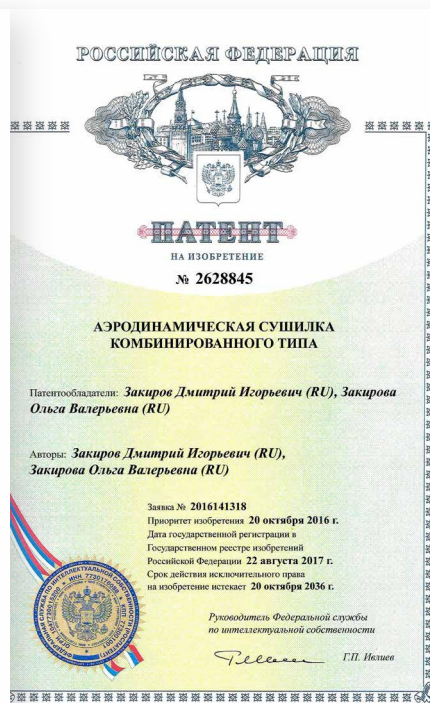 РОССИЙСКАЯ ФЕДЕРАЦИЯ
ПАТЕНТ
НА ИЗОБРЕТЕНИЕ
№ 2628845
АЭРОДИНАМИЧЕСКАЯ СУШИЛКА
КОМБИНИРОВАННОГО ТИПА
Патентообладатели: Закиров Дмитрий Игорьевич (RU), Закирова
Ольга Валерьевна (RU)
Авторы: Закиров Дмитрий Игорьевич (RU),
Закирова Ольга Валерьевна (RU)
Заявка № 2016141318
Приоритет изобретения 20 октября 2016 г.
Дата государственной регистрации в
Государственном реестре изобретений
Российской Федерации 22 августа 2017 г.
Срок действия исключительного права
на изобретение истекает 20 октября 2036 г.
Руководитель Федеральной службы
по интеллектуальной собственности
Г.П. Ивлиев